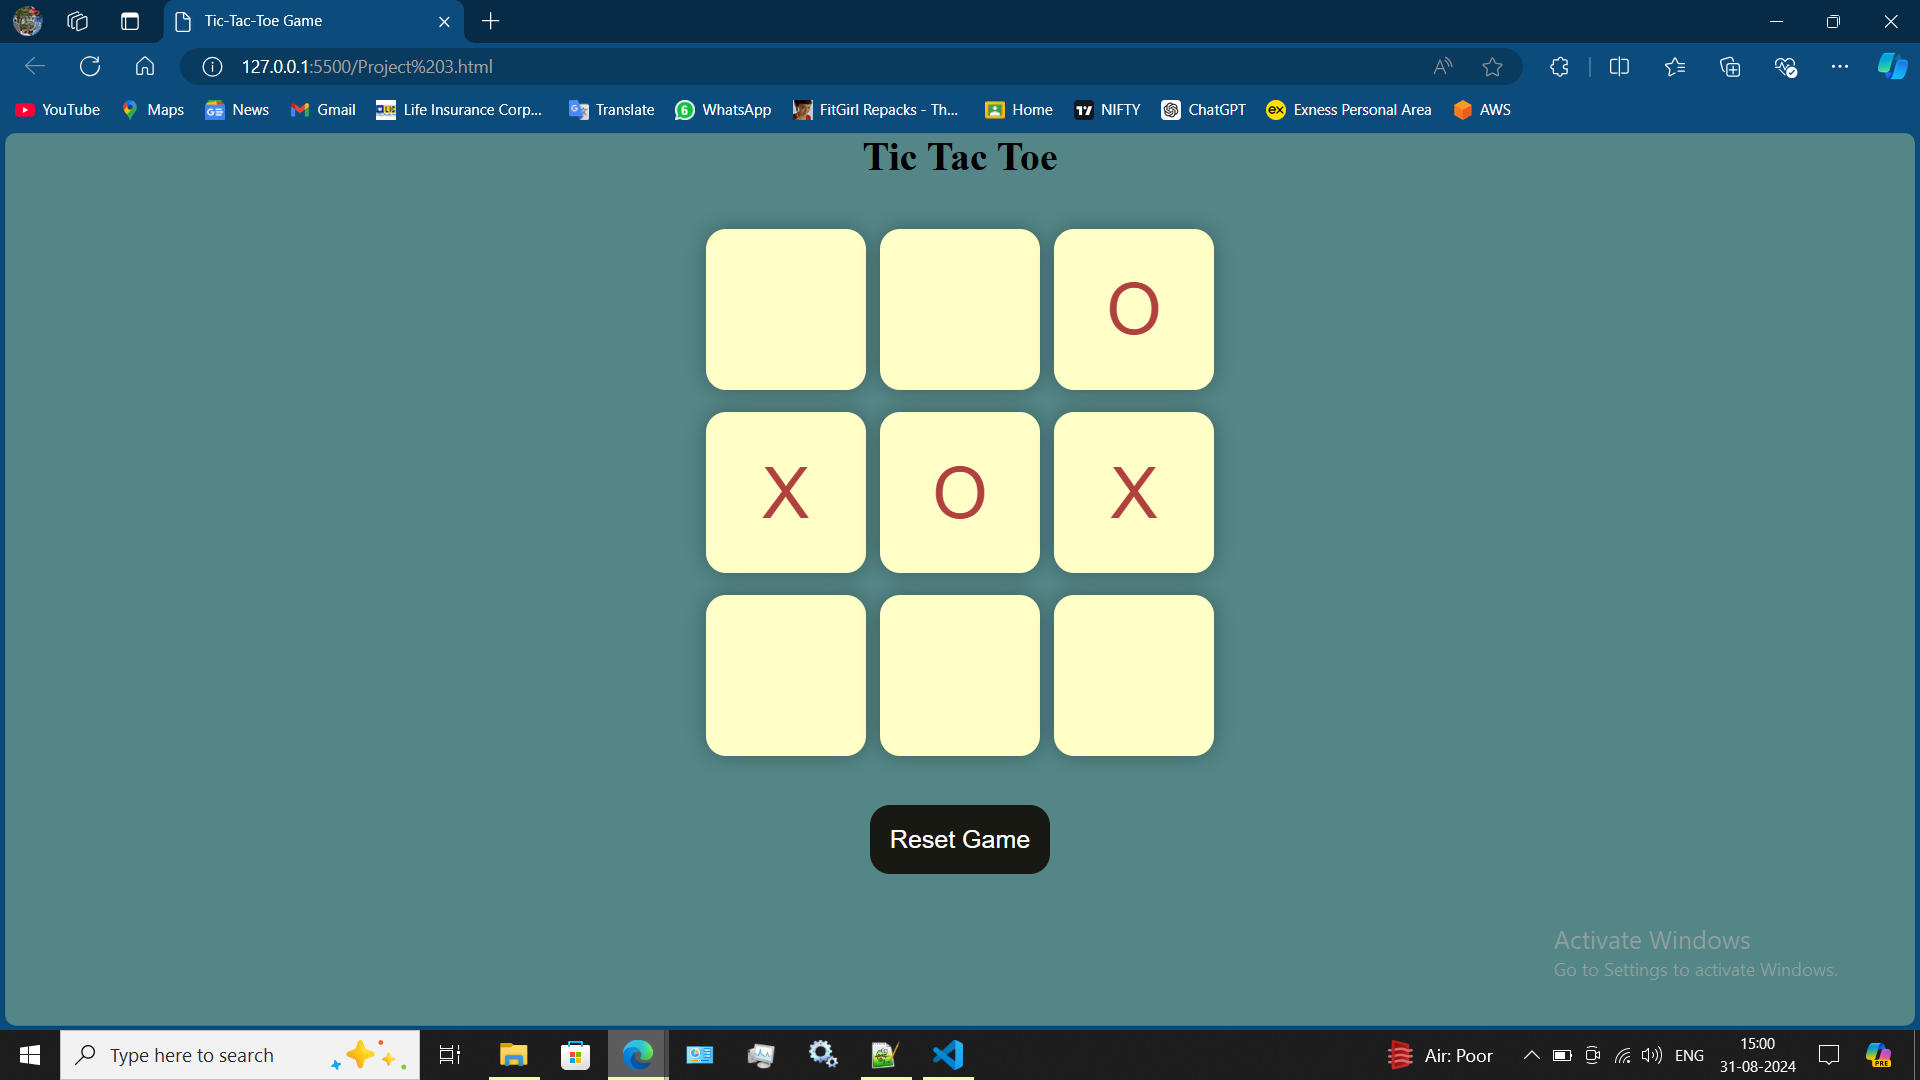 Tic-Tac-Toe Game
127.0.0.1:5500/Project%203.html
YouTube Maps News Gmail Life Insurance Corp... Translate WhatsApp FitGirl Repacks - Th... Home NIFTY ChatGPT Exness Personal Area AWS
Tic Tac Toe
O
X O X
Reset Game
Activate Windows
Go to Settings to activate Windows.
Type here to search
Air: Poor
ENG
15:00
31-08-2024